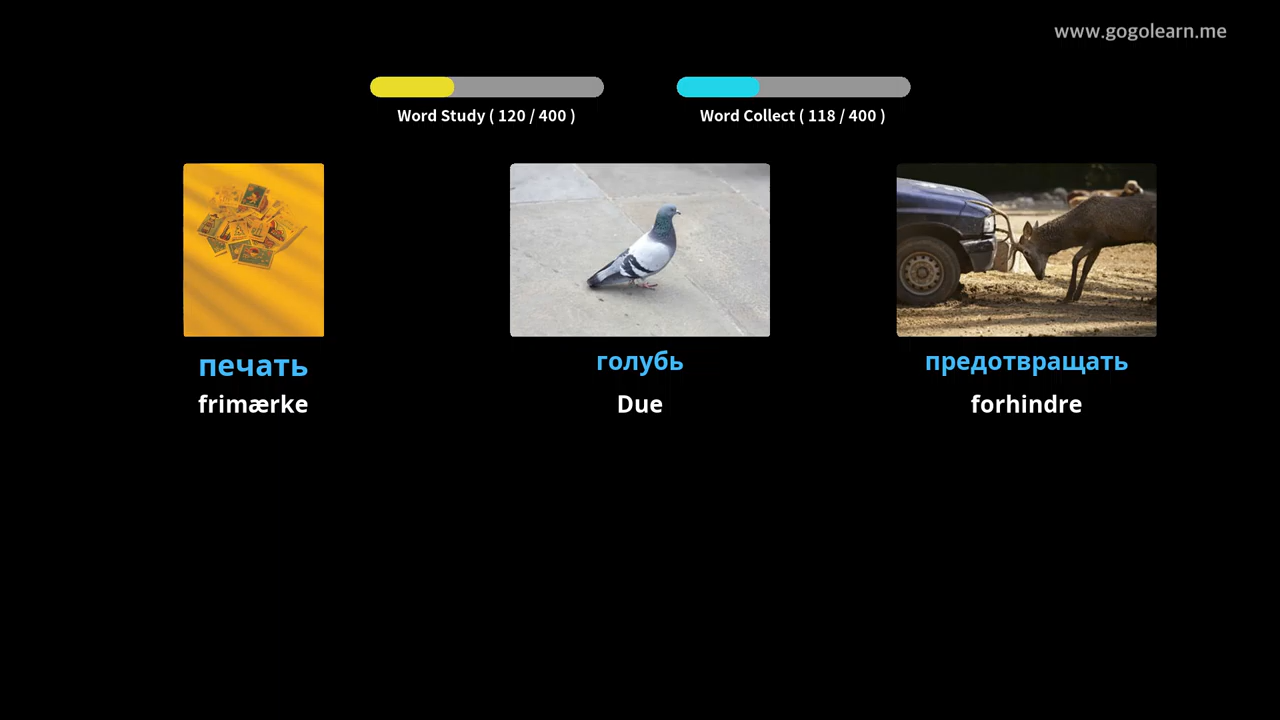 www.gogolearn.me
Word Study ( 120 / 400 )
Word Collect ( 118 / 400 )
печать
frimærke
голубь
Due
предотвращать
forhindre